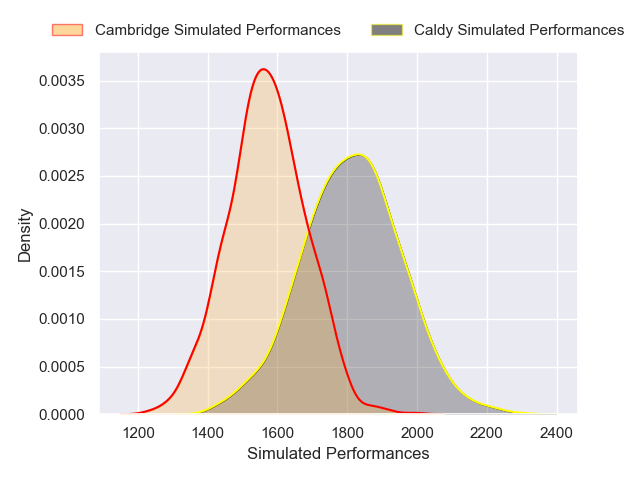 Cambridge Simulated Performances
Caldy Simulated Performances
0.0035
0.0030
0.0025
0.0020
0.0015
0.0010
0.0005
0.0000
Density
1200 1400 1600 1800 2000 2200 2400
Simulated Performances